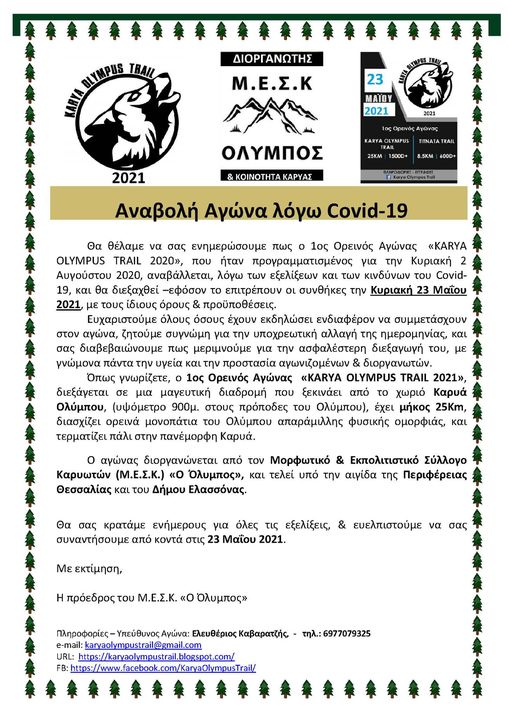 KARYA OLYMPUS TRAIL
2021
ΔΙΟΡΓΑΝΩΤΗΣ
Μ.Ε.Σ.Κ
ΟΛΥΜΠΟΣ
& ΚΟΙΝΟΤΗΤΑ ΚΑΡΥΑΣ
23
ΜΑΪΟΥ
2021
KARYA OLYMPUS TRAIL
2021
1ος Ορεινός Αγώνας
KARYA OLYMPUS TRAIL
25KM | 1500D+
TITNATA TRAIL
8.5KM | 600D+
ΠΛΗΡΟΦΟΡΙΕΣ - ΕΓΓΡΑΦΕΣ
Karya Olympus Trail
Αναβολή Αγώνα λόγω Covid-19
Θα θέλαμε να σας ενημερώσουμε πως ο 1ος Ορεινός Αγώνας «KARYA
OLYMPUS TRAIL 2020», που ήταν προγραμματισμένος για την Κυριακή 2
Αυγούστου 2020, αναβάλλεται, λόγω των εξελίξεων και των κινδύνων του Covid-
19, και θα διεξαχθεί –εφόσον το επιτρέπουν οι συνθήκες την Κυριακή 23 Μαΐου
2021, με τους ίδιους όρους & προϋποθέσεις.
Ευχαριστούμε όλους όσους έχουν εκδηλώσει ενδιαφέρον να συμμετάσχουν
στον αγώνα, ζητούμε συγνώμη για την υποχρεωτική αλλαγή της ημερομηνίας, και
σας διαβεβαιώνουμε πως μεριμνούμε για την ασφαλέστερη διεξαγωγή του, με
γνώμονα πάντα την υγεία και την προστασία αγωνιζομένων & διοργανωτών.
Όπως γνωρίζετε, ο 1ος Ορεινός Αγώνας «KARYA OLYMPUS TRAIL 2021»,
διεξάγεται σε μια μαγευτική διαδρομή που ξεκινάει από το χωριό Καρυά
Ολύμπου, (υψόμετρο 900μ. στους πρόποδες του Ολύμπου), έχει μήκος 25Km,
διασχίζει ορεινά μονοπάτια του Ολύμπου απαράμιλλης φυσικής ομορφιάς, και
τερματίζει πάλι στην πανέμορφη Καρυά.
Ο αγώνας διοργανώνεται από τον Μορφωτικό & Εκπολιτιστικό Σύλλογο
Καρυωτών (Μ.Ε.Σ.Κ.) «Ο Όλυμπος», και τελεί υπό την αιγίδα της Περιφέρειας
Θεσσαλίας και του Δήμου Ελασσόνας.
Θα σας κρατάμε ενήμερους για όλες τις εξελίξεις, & ευελπιστούμε να σας
συναντήσουμε από κοντά στις 23 Μαΐου 2021.
Με εκτίμηση,
Η πρόεδρος του Μ.Ε.Σ.Κ. «Ο Όλυμπος»
Πληροφορίες – Υπεύθυνος Αγώνα: Ελευθέριος Καβαρατζής, - τηλ.: 6977079325
e-mail: karyaolympustrail@gmail.com
URL: https://karyaolympustrail.blogspot.com/
FB: https://www.facebook.com/KaryaOlympusTrail/